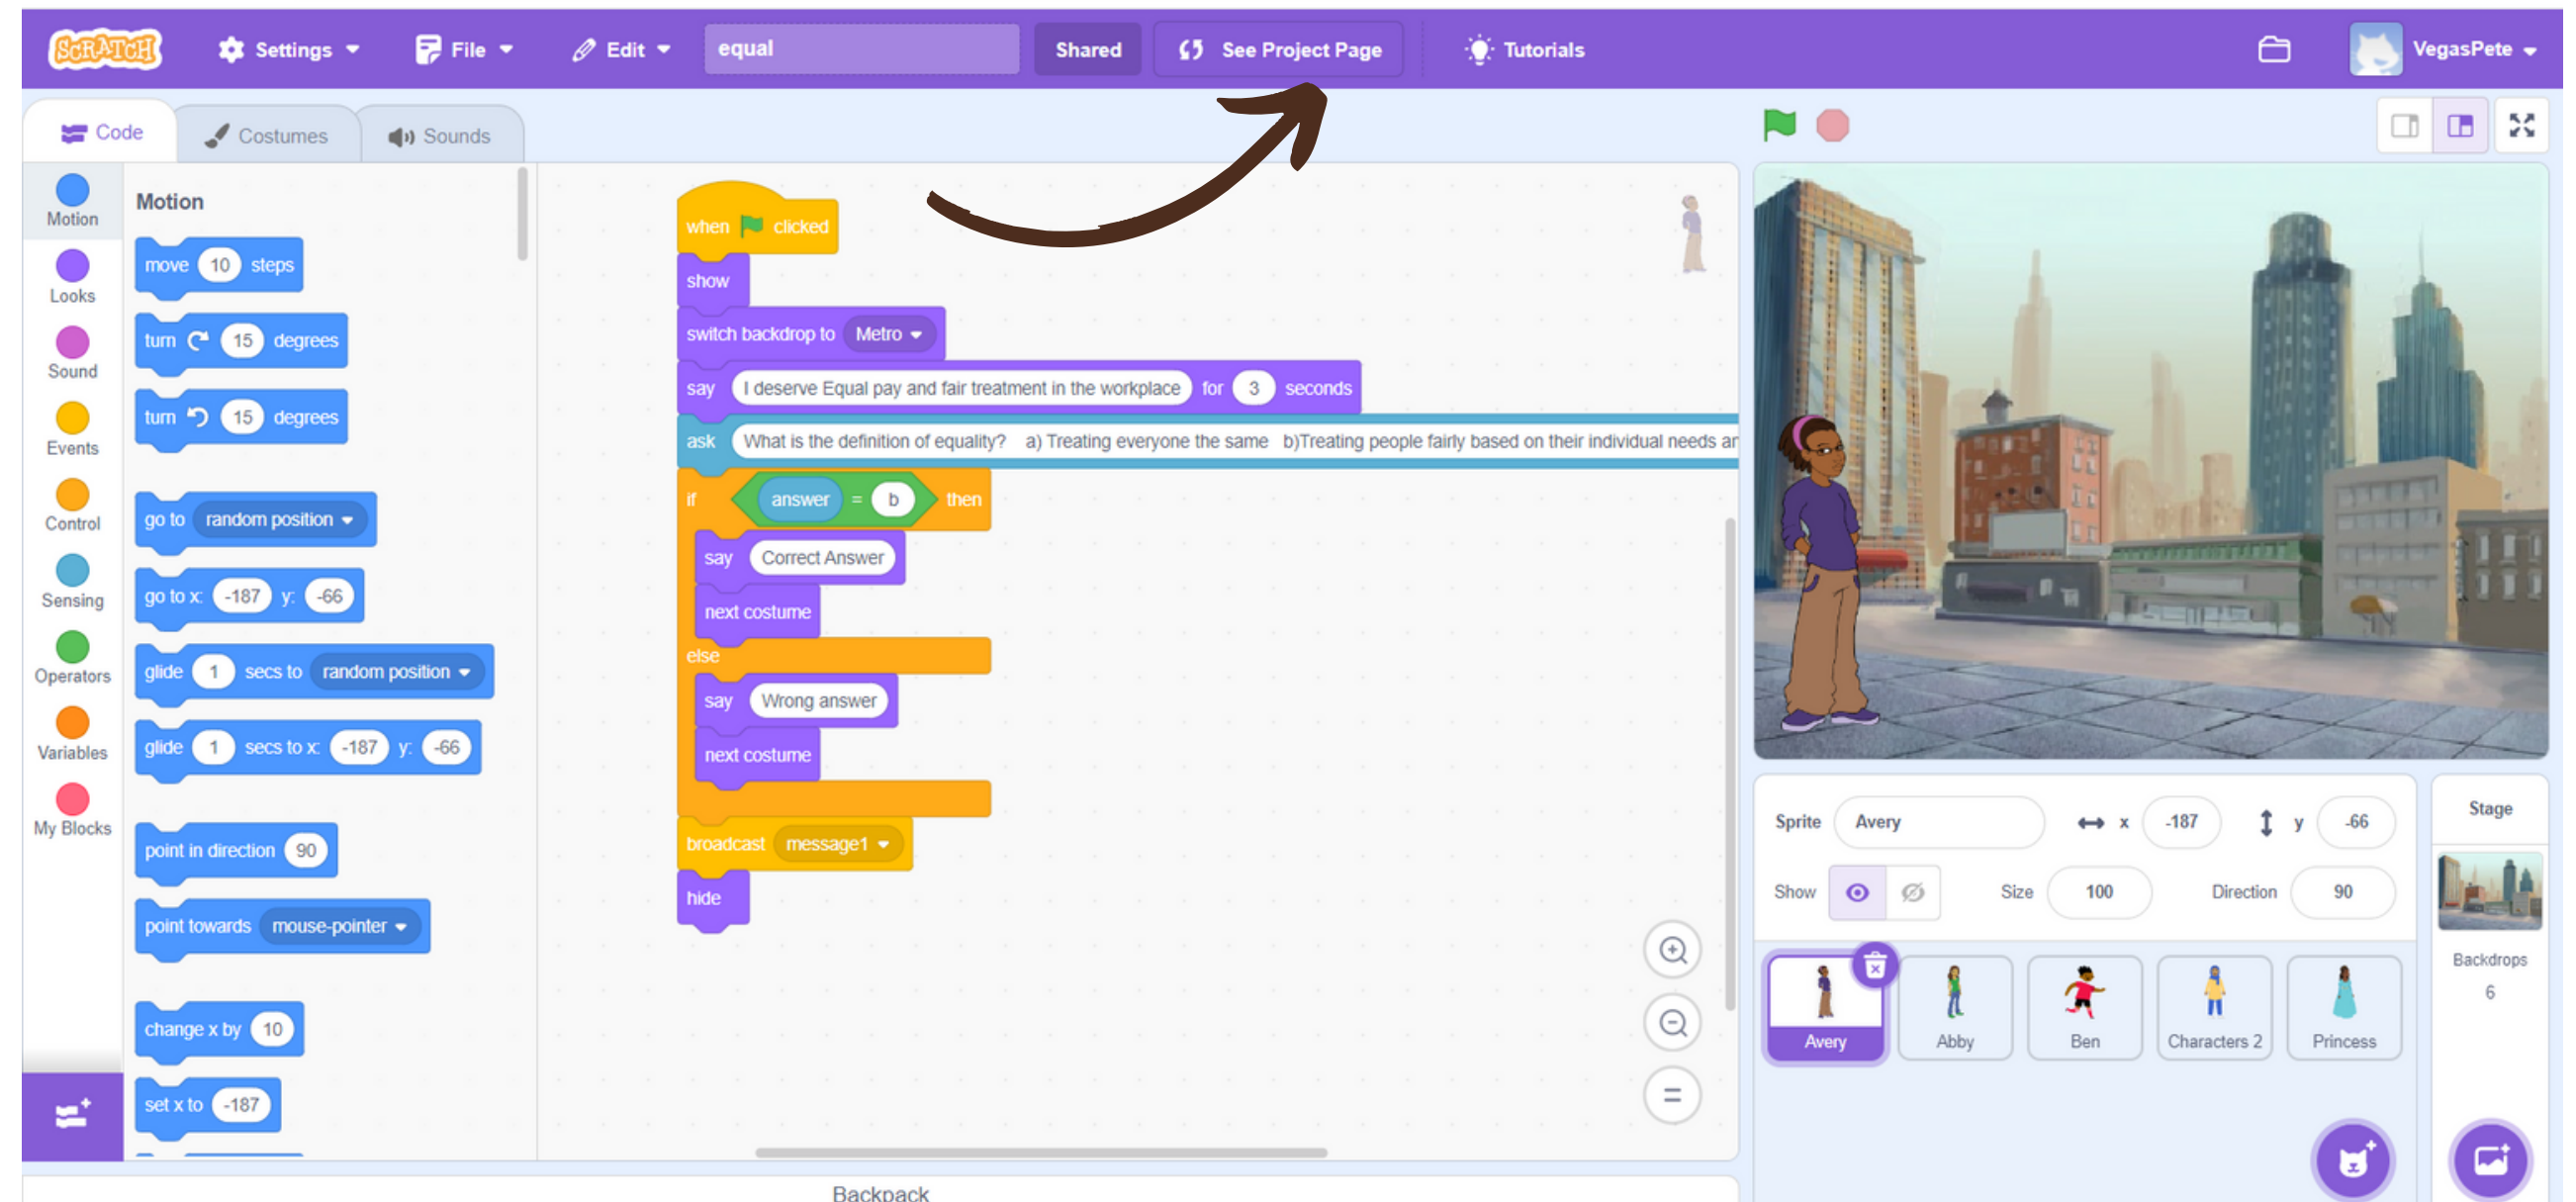 SCRATCH Settings File Edit equal Shared See Project Page Tutorials VegasPete
Code Costumes Sounds
Motion
Looks
Sound
Events
Control
Sensing
Operators
Variables
My Blocks
Motion
move 10 steps
turn 15 degrees
turn 15 degrees
go to random position
go to x: -187 y: -66
glide 1 secs to random position
glide 1 secs to x: -187 y: -66
point in direction 90
point towards mouse-pointer
change x by 10
set x to -187
when clicked
show
switch backdrop to Metro
say I deserve Equal pay and fair treatment in the workplace for 3 seconds
ask What is the definition of equality? a) Treating everyone the same b)Treating people fairly based on their individual needs an
if answer = b then
say Correct Answer
next costume
else
say Wrong answer
next costume
broadcast message1
hide
Sprite Avery x -187 y -66
Show Size 100 Direction 90
Avery Abby Ben Characters 2 Princess
Stage
Backdrops
6
Backpack